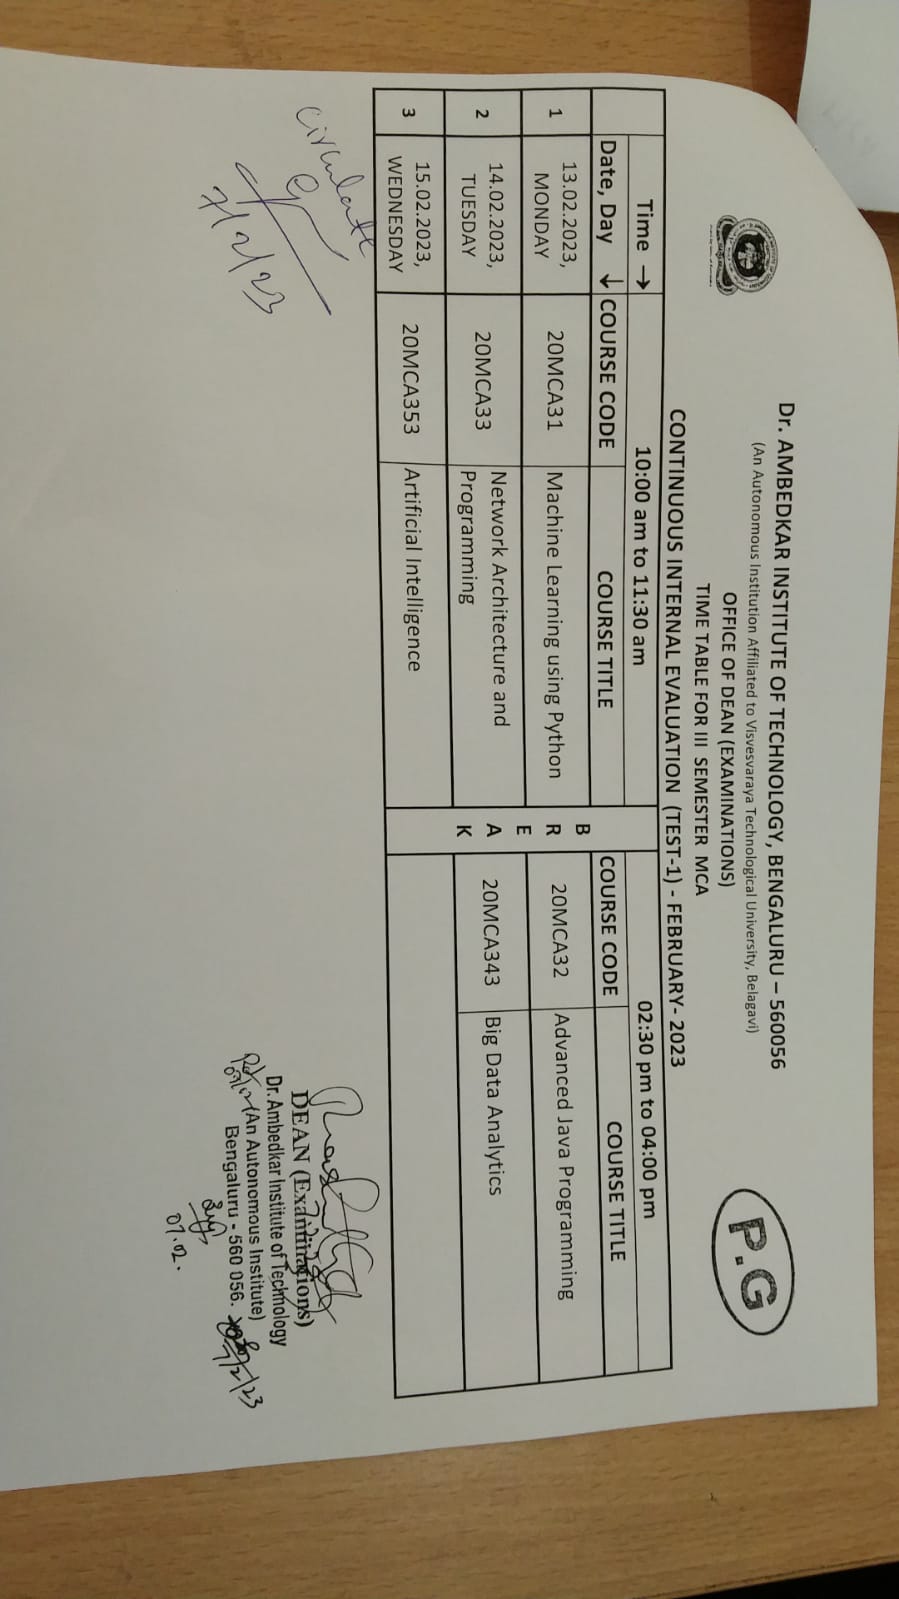 Dr. AMBEDKAR INSTITUTE OF TECHNOLOGY, BENGALURU – 560056
(An Autonomous Institution Affiliated to Visvesvaraya Technological University, Belagavi)
P.G
OFFICE OF DEAN (EXAMINATIONS)
TIME TABLE FOR III SEMESTER MCA
CONTINUOUS INTERNAL EVALUATION (TEST-1) - FEBRUARY- 2023
Time → 10:00 am to 11:30 am 02:30 pm to 04:00 pm
Date, Day ↓ COURSE CODE COURSE TITLE COURSE CODE COURSE TITLE
BREAK
1 13.02.2023, MONDAY 20MCA31 Machine Learning using Python 20MCA32 Advanced Java Programming
2 14.02.2023, TUESDAY 20MCA33 Network Architecture and Programming 20MCA343 Big Data Analytics
3 15.02.2023, WEDNESDAY 20MCA353 Artificial Intelligence
circulate
7/2/23
DEAN (Examinations)
Dr. Ambedkar Institute of Technology
(An Autonomous Institute)
Bengaluru - 560 056.
7/2/23
07.02.